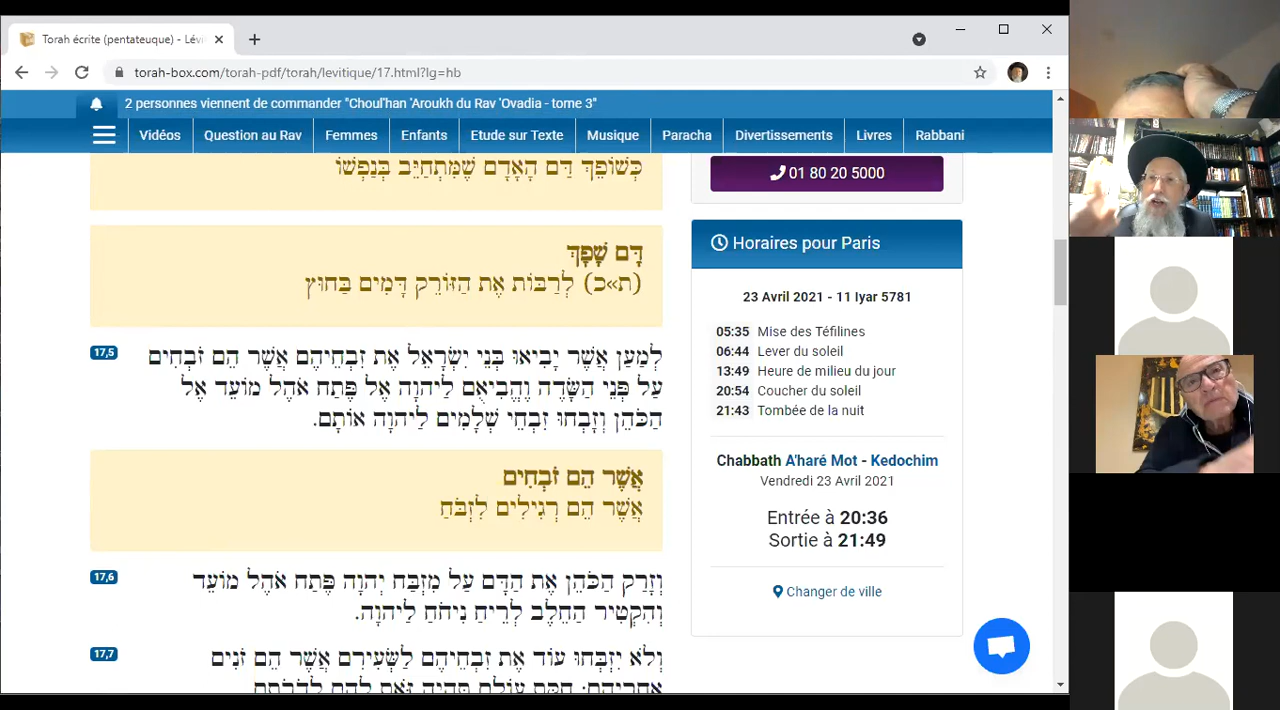 Torah écrite (pentateuque) - Lévi
torah-box.com/torah-pdf/torah/levitique/17.html?lg=hb
2 personnes viennent de commander "Choul'han 'Aroukh du Rav 'Ovadia - tome 3"
Vidéos Question au Rav Femmes Enfants Etude sur Texte Musique Paracha Divertissements Livres Rabbani
כְּשׁוֹפֵךְ דַּם הָאָדָם שֶׁמִּתְחַיֵּב בְּנַפְשׁוֹ
דָּם שָׁפָךְ
(ת»כ) לְרַבּוֹת אֶת הַזּוֹרֵק דָּמִים בַּחוּץ
17,5
לְמַעַן אֲשֶׁר יָבִיאוּ בְּנֵי יִשְׂרָאֵל אֶת זִבְחֵיהֶם אֲשֶׁר הֵם זֹבְחִים
עַל פְּנֵי הַשָּׂדֶה וֶהֱבִיאֻם לַיהוָה אֶל פֶּתַח אֹהֶל מוֹעֵד אֶל
הַכֹּהֵן וְזָבְחוּ זִבְחֵי שְׁלָמִים לַיהוָה אוֹתָם.
אֲשֶׁר הֵם זֹבְחִים
אֲשֶׁר הֵם רְגִילִים לִזְבֹּחַ
17,6
וְזָרַק הַכֹּהֵן אֶת הַדָּם עַל מִזְבַּח יְהוָה פֶּתַח אֹהֶל מוֹעֵד
וְהִקְטִיר הַחֵלֶב לְרֵיחַ נִיחֹחַ לַיהוָה.
17,7
וְלֹא יִזְבְּחוּ עוֹד אֶת זִבְחֵיהֶם לַשְּׂעִירִם אֲשֶׁר הֵם זֹנִים
אַחֲרֵיהֶם: חֻקַּת עוֹלָם תִּהְיֶה זֹּאת לָהֶם לְדֹרֹתָם
01 80 20 5000
Horaires pour Paris
23 Avril 2021 - 11 Iyar 5781
05:35 Mise des Téfilines
06:44 Lever du soleil
13:49 Heure de milieu du jour
20:54 Coucher du soleil
21:43 Tombée de la nuit
Chabbath A'haré Mot - Kedochim
Vendredi 23 Avril 2021
Entrée à 20:36
Sortie à 21:49
Changer de ville